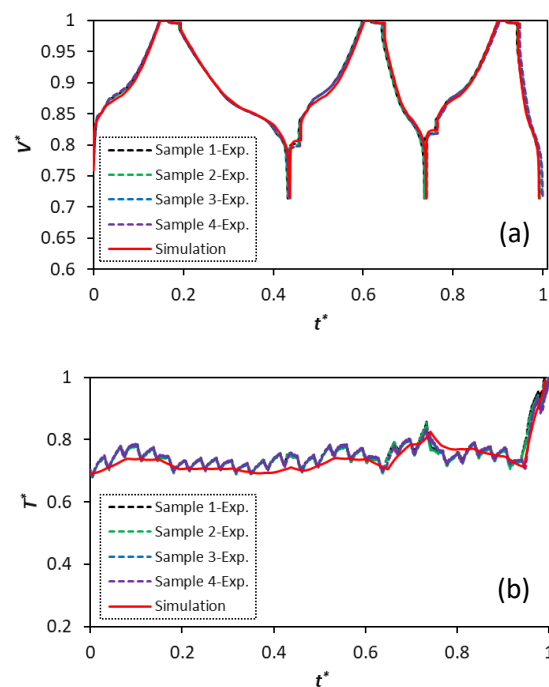 1
0.95
0.9
0.85
0.8
0.75
0.7
0.65
0.6
V*
Sample 1-Exp.
Sample 2-Exp.
Sample 3-Exp.
Sample 4-Exp.
Simulation
(a)
0 0.2 0.4 0.6 0.8 1
t*
1
0.8
0.6
0.4
0.2
T*
Sample 1-Exp.
Sample 2-Exp.
Sample 3-Exp.
Sample 4-Exp.
Simulation
(b)
0 0.2 0.4 0.6 0.8 1
t*